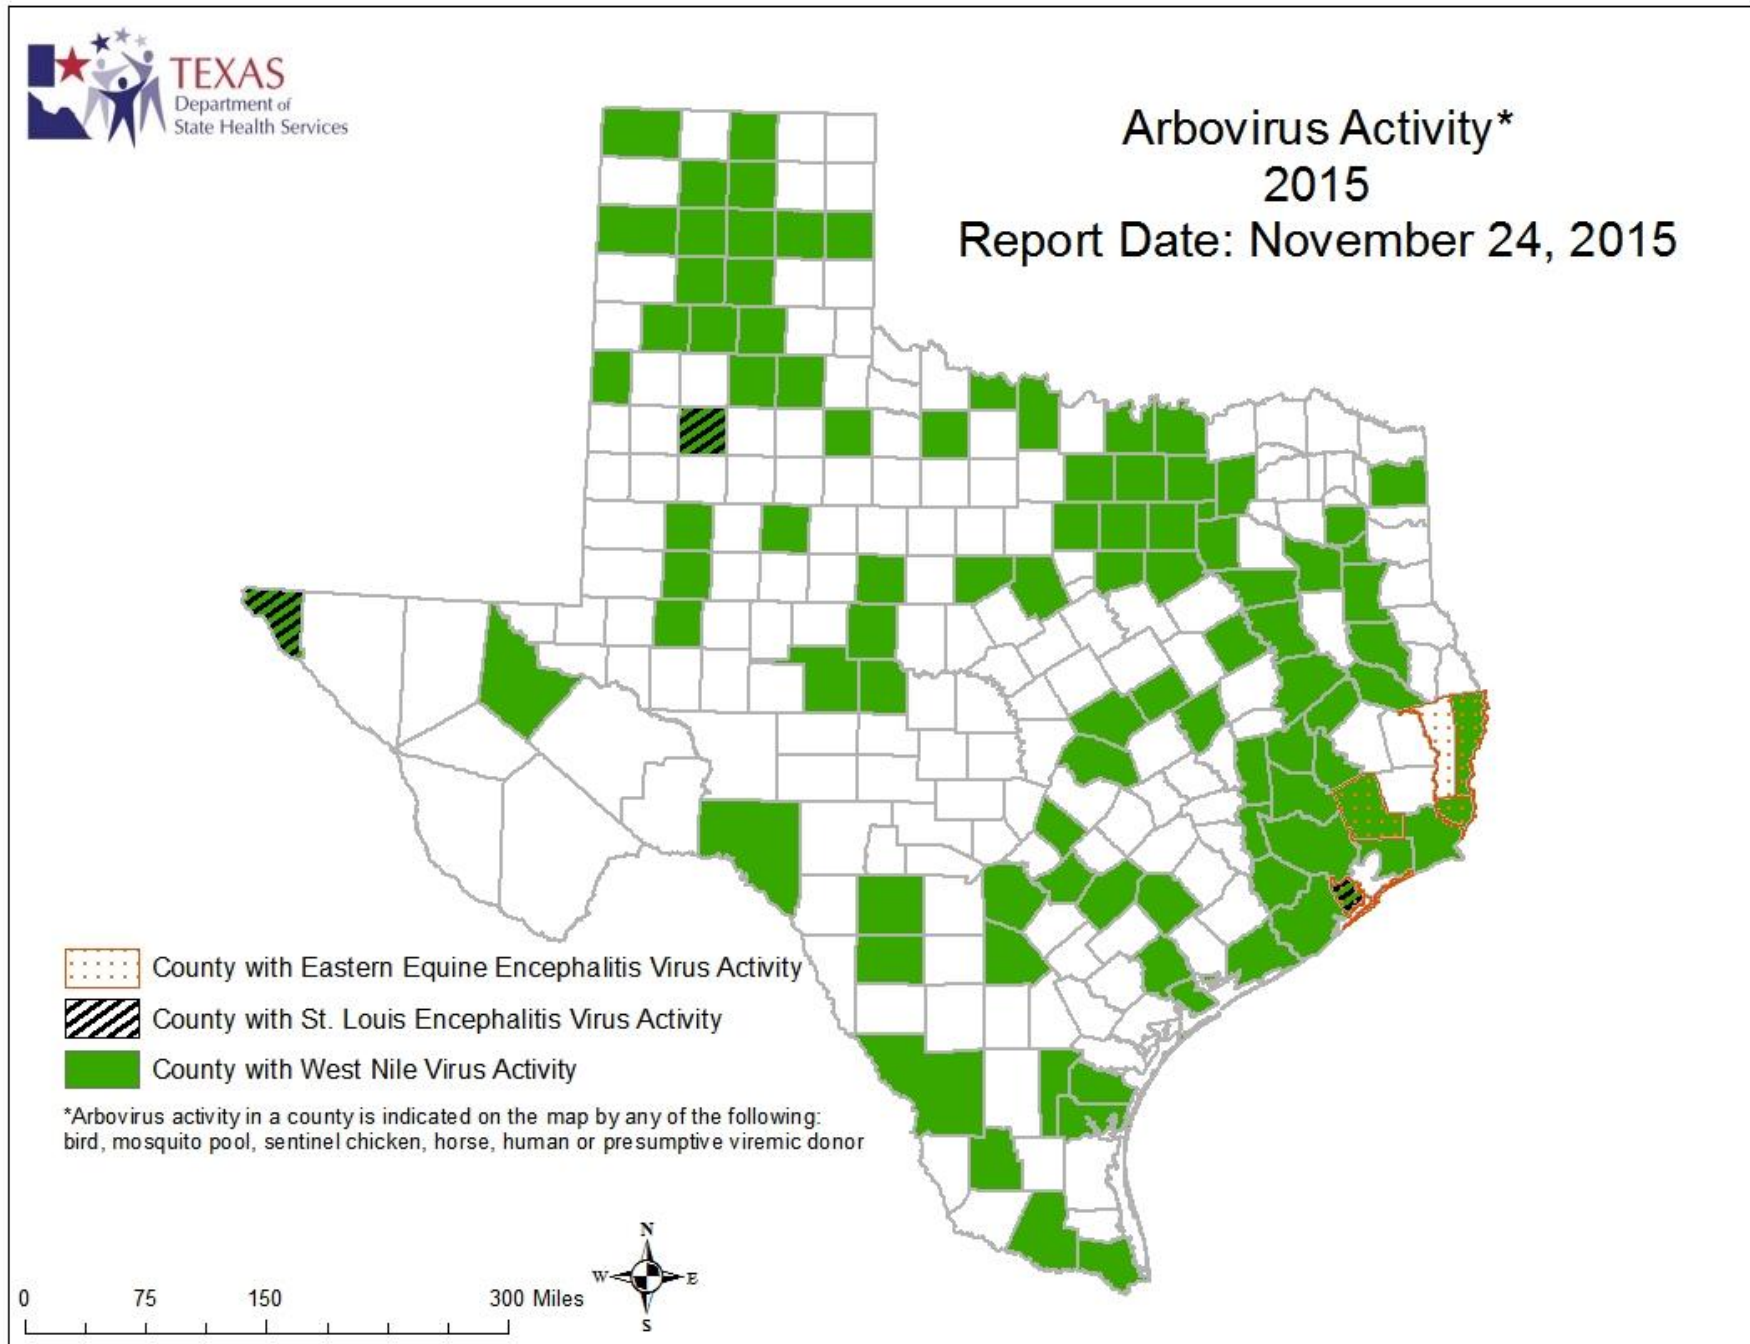 TEXAS
Department of
State Health Services
Arbovirus Activity*
2015
Report Date: November 24, 2015
County with Eastern Equine Encephalitis Virus Activity
County with St. Louis Encephalitis Virus Activity
County with West Nile Virus Activity
*Arbovirus activity in a county is indicated on the map by any of the following:
bird, mosquito pool, sentinel chicken, horse, human or presumptive viremic donor
N
W E
S
0 75 150 300 Miles